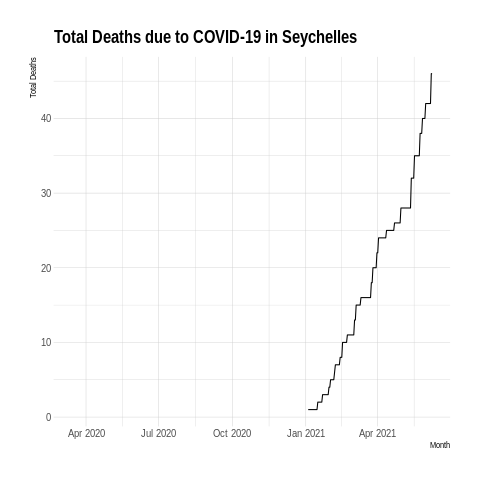 Total Deaths due to COVID-19 in Seychelles
Total Deaths
40
30
20
10
0
Apr 2020 Jul 2020 Oct 2020 Jan 2021 Apr 2021
Month